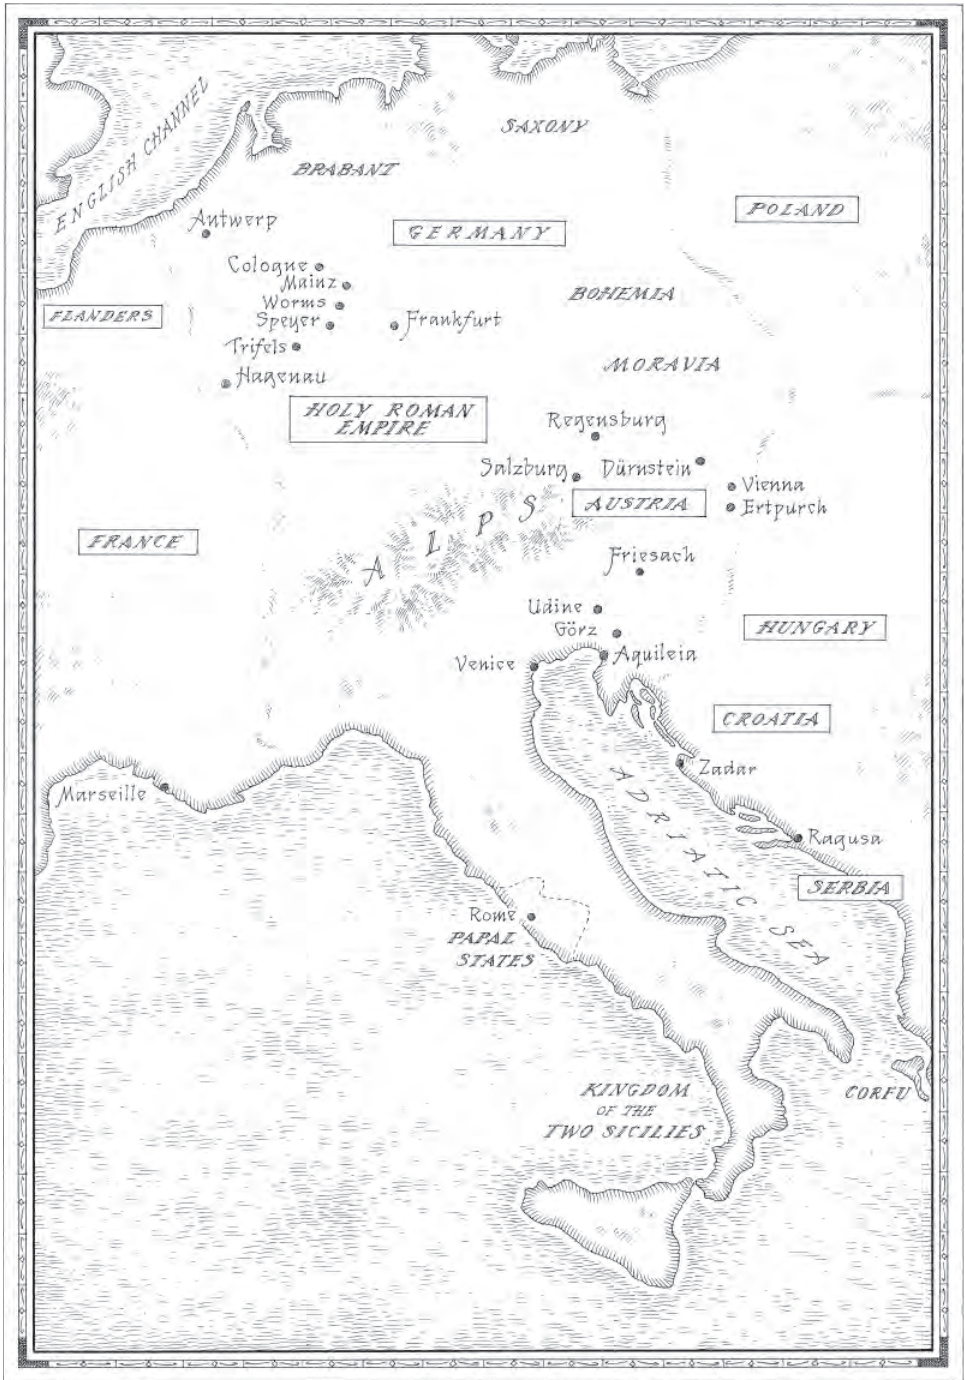 ENGLISH CHANNEL
SAXONY
BRABANT
POLAND
Antwerp
GERMANY
Cologne
Mainz
BOHEMIA
Worms
FLANDERS
Speyer
Frankfurt
Trifels
MORAVIA
Hagenau
HOLY ROMAN
EMPIRE
Regensburg
Salzburg
Dürnstein
Vienna
AUSTRIA
Ertpurch
ALPS
FRANCE
Friesach
Udine
Görz
HUNGARY
Venice
Aquileia
CROATIA
Zadar
Marseille
ADRIATIC SEA
Ragusa
SERBIA
Rome
PAPAL
STATES
KINGDOM
OF THE
TWO SICILIES
CORFU